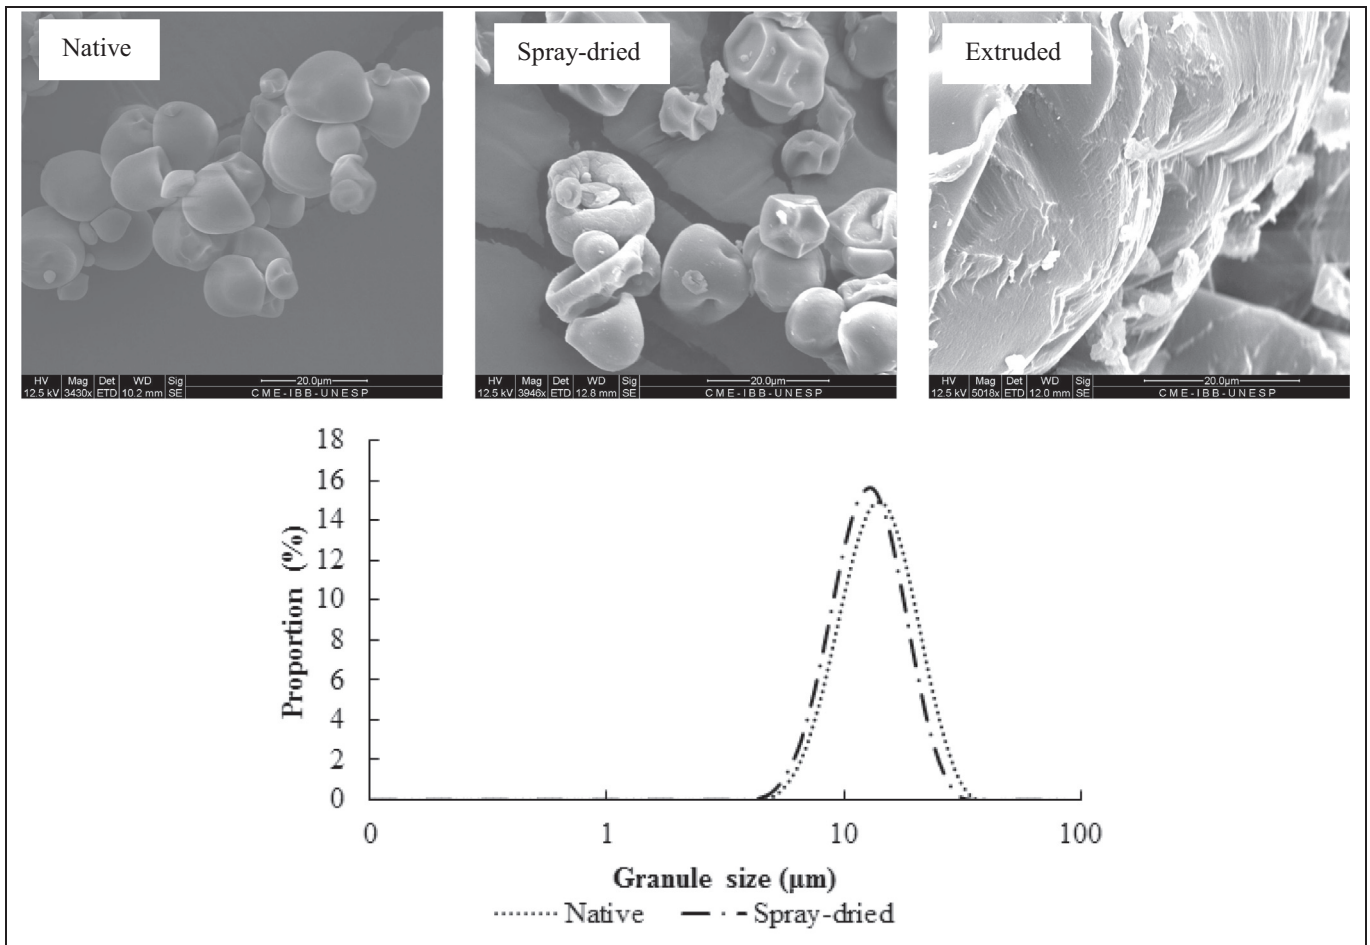 Native
Spray-dried
Extruded
HV Mag Det WD Sig 20.0μm
12.5 kV 3430x ETD 10.2 mm SE CME-IBB-UNESP
HV Mag Det WD Sig 20.0μm
12.5 kV 3946x ETD 12.8 mm SE CME-IBB-UNESP
HV Mag Det WD Sig 20.0μm
12.5 kV 5018x ETD 12.0 mm SE CME-IBB-UNESP
18
16
14
12
10
8
6
4
2
0
Proportion (%)
0 1 10 100
Granule size (μm)
Native Spray-dried